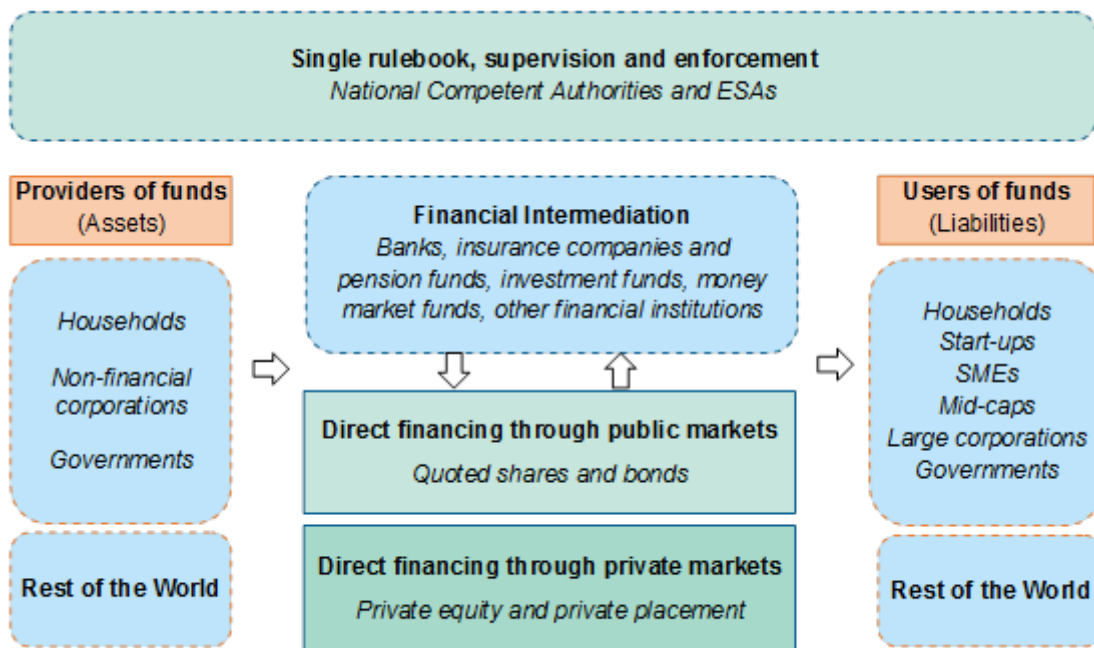 Single rulebook, supervision and enforcement
National Competent Authorities and ESAs
Providers of funds
(Assets)
Households
Non-financial
corporations
Governments
Rest of the World
Financial Intermediation
Banks, insurance companies and
pension funds, investment funds, money
market funds, other financial institutions
Direct financing through public markets
Quoted shares and bonds
Direct financing through private markets
Private equity and private placement
Users of funds
(Liabilities)
Households
Start-ups
SMEs
Mid-caps
Large corporations
Governments
Rest of the World